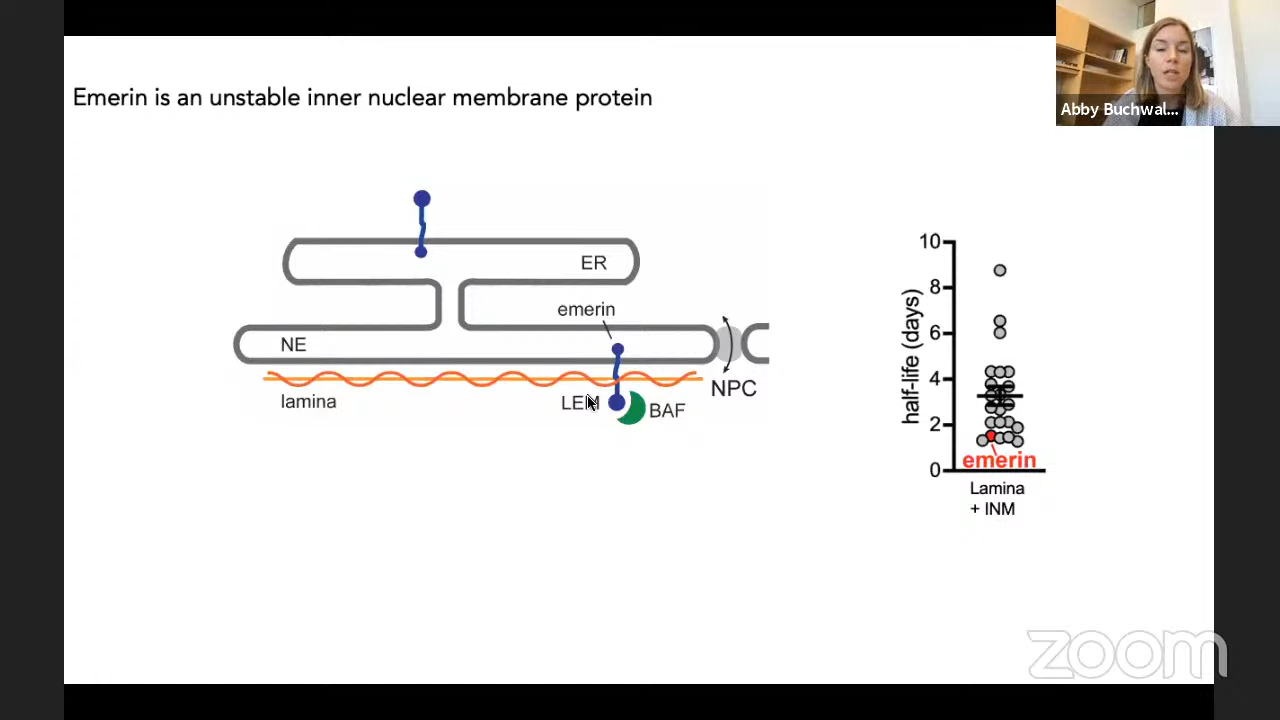 Abby Buchwal...
Emerin is an unstable inner nuclear membrane protein
ER
emerin
NE
NPC
lamina
LEM
BAF
10
8
6
4
2
0
half-life (days)
emerin
Lamina
+ INM
zoom